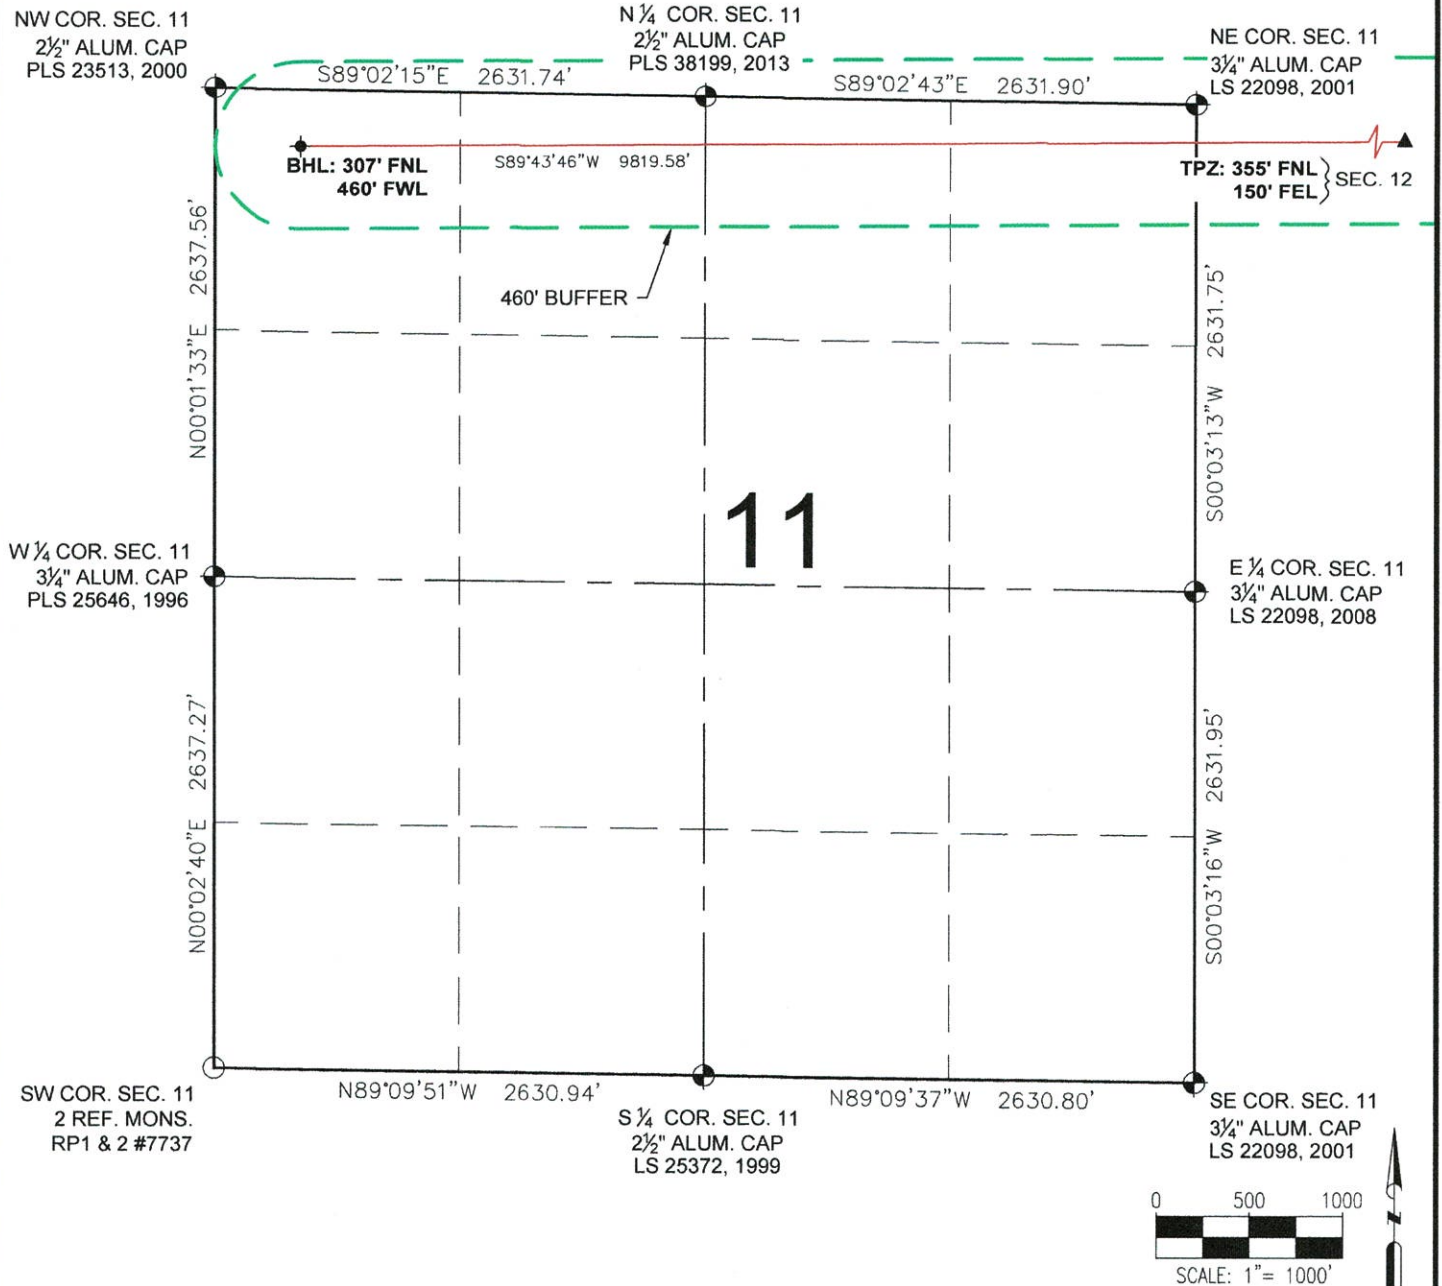 NW COR. SEC. 11
2½" ALUM. CAP
PLS 23513, 2000
N ¼ COR. SEC. 11
2½" ALUM. CAP
PLS 38199, 2013
NE COR. SEC. 11
3¼" ALUM. CAP
LS 22098, 2001
S89°02'15"E 2631.74'
S89°02'43"E 2631.90'
BHL: 307' FNL
460' FWL
S89°43'46"W 9819.58'
TPZ: 355' FNL
150' FEL
SEC. 12
460' BUFFER
N00°01'33"E 2637.56'
S00°03'13"W 2631.75'
11
W ¼ COR. SEC. 11
3¼" ALUM. CAP
PLS 25646, 1996
E ¼ COR. SEC. 11
3¼" ALUM. CAP
LS 22098, 2008
N00°02'40"E 2637.27'
S00°03'16"W 2631.95'
SW COR. SEC. 11
2 REF. MONS.
RP1 & 2 #7737
N89°09'51"W 2630.94'
S ¼ COR. SEC. 11
2½" ALUM. CAP
LS 25372, 1999
N89°09'37"W 2630.80'
SE COR. SEC. 11
3¼" ALUM. CAP
LS 22098, 2001
0 500 1000
SCALE: 1"= 1000'
N